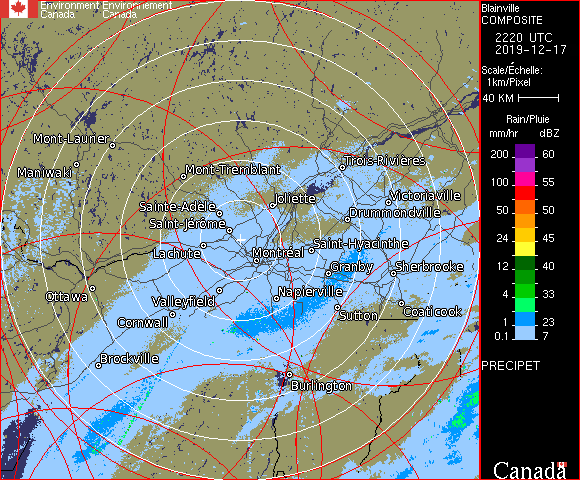 Environment Environnement
Canada Canada
Blainville
COMPOSITE
2220 UTC
2019-12-17
Scale/Échelle:
1km/Pixel
40 KM
Rain/Pluie
mm/hr dBZ
200 60
100 55
50 50
24 45
12 40
4 33
1 23
0.1 7
PRECIPET
Canada
Mont-Laurier
Maniwaki
Mont-Tremblant
Trois-Rivières
Joliette
Victoriaville
Sainte-Adèle
Drummondville
Saint-Jérôme
Saint-Hyacinthe
Lachute
Montréal
Granby
Sherbrooke
Ottawa
Valleyfield
Napierville
Coaticook
Cornwall
Sutton
Brockville
Burlington